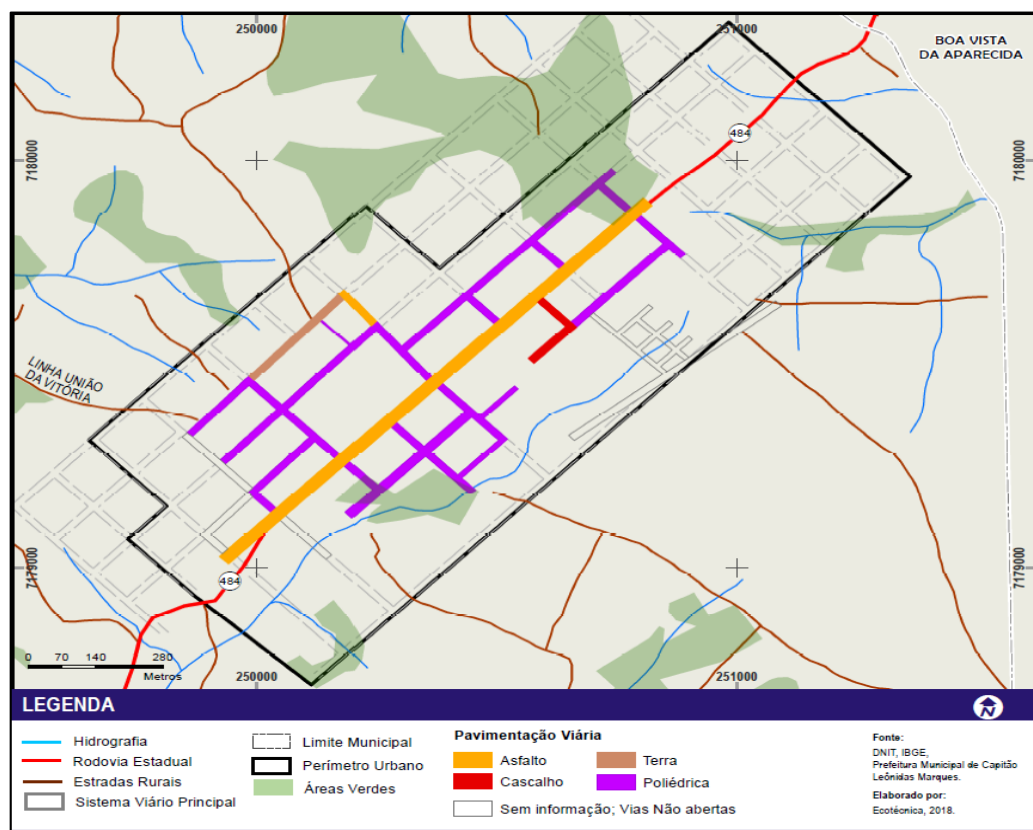 250000
251000
BOA VISTA
DA APARECIDA
484
7180000
7180000
LINHA UNIÃO
DA VITÓRIA
7179000
7179000
484
0 70 140 280
Metros
250000
251000
LEGENDA
N
Hidrografia
Rodovia Estadual
Estradas Rurais
Sistema Viário Principal
Limite Municipal
Perímetro Urbano
Áreas Verdes
Pavimentação Viária
Asfalto
Terra
Cascalho
Poliédrica
Sem informação; Vias Não abertas
Fonte:
DNIT, IBGE,
Prefeitura Municipal de Capitão
Leônidas Marques.
Elaborado por:
Ecotécnica, 2018.